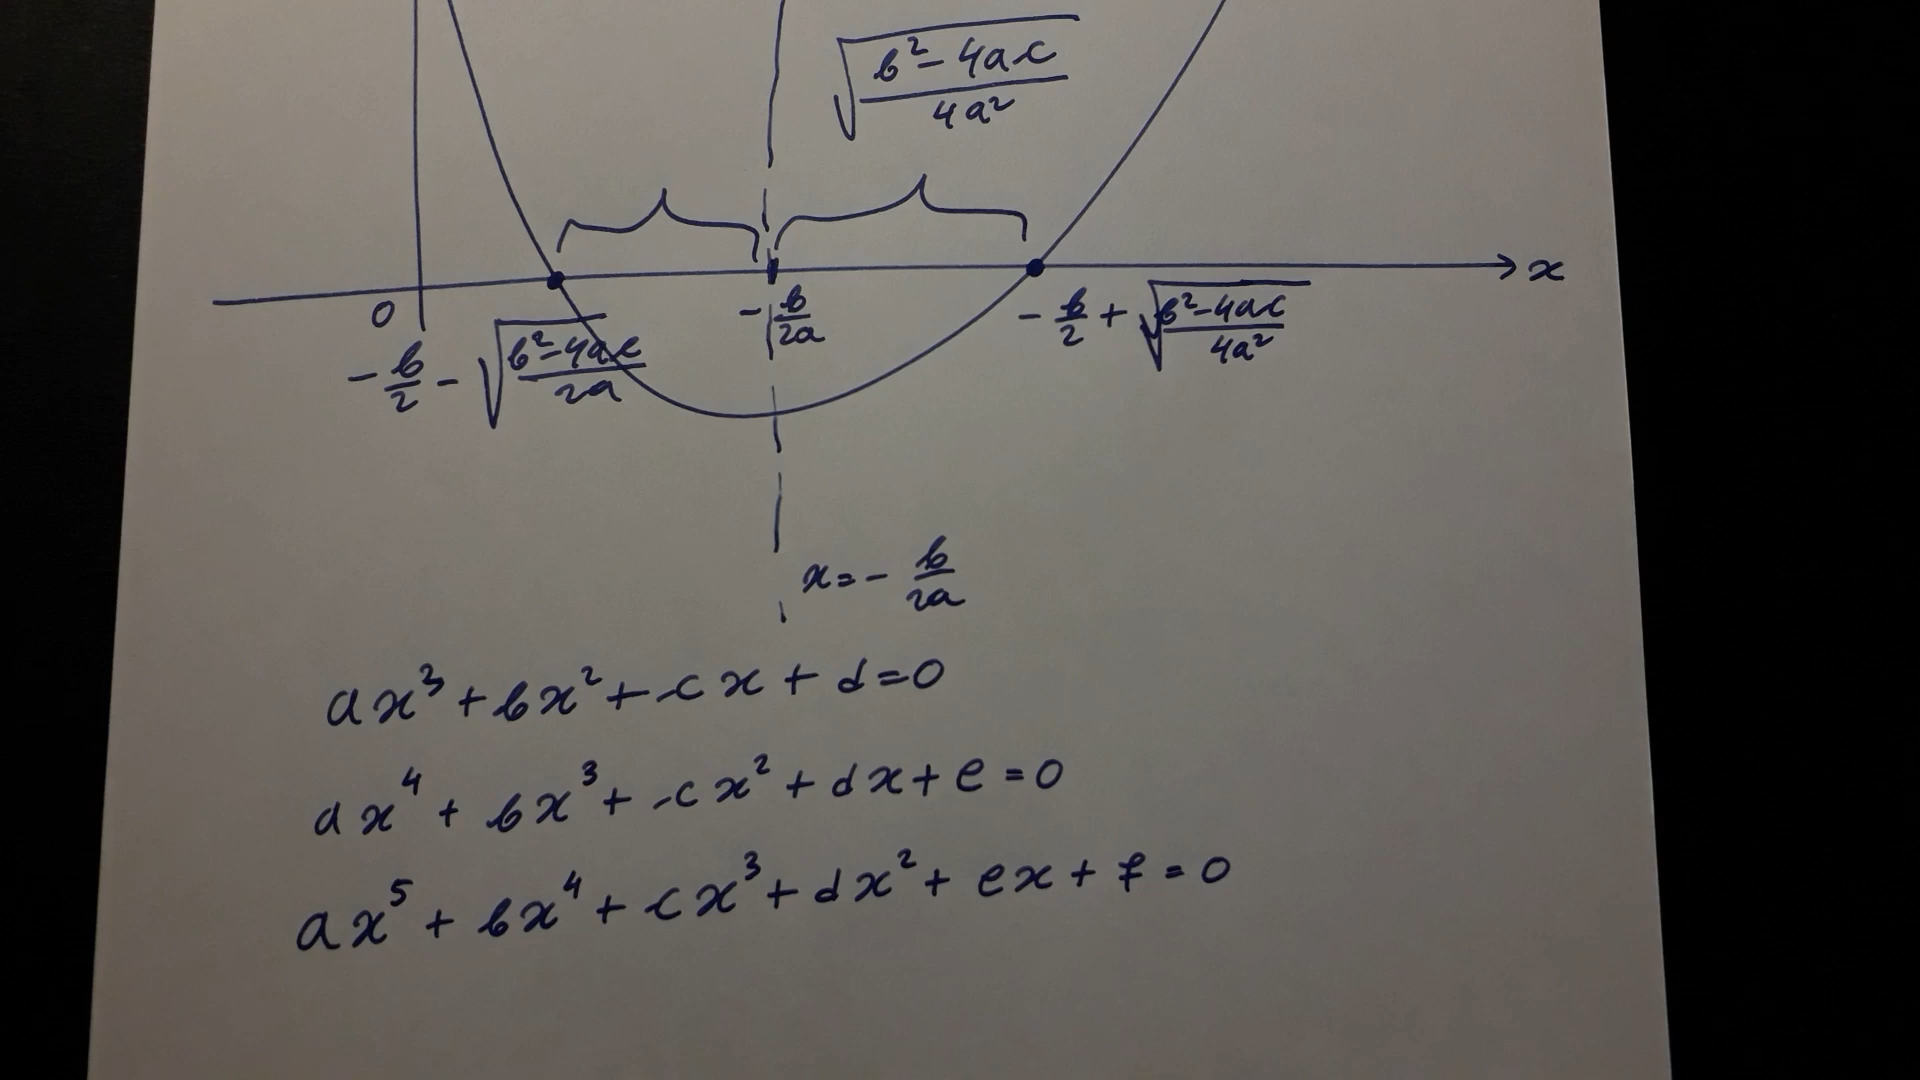 √((b²-4ac)/(4a²))
x
0
-b/2a
-b/2 - √((b²-4ac)/(2a))
-b/2 + √((b²-4ac)/(4a²))
x = -b/2a
ax³ + bx² + cx + d = 0
ax⁴ + bx³ + cx² + dx + e = 0
ax⁵ + bx⁴ + cx³ + dx² + ex + f = 0